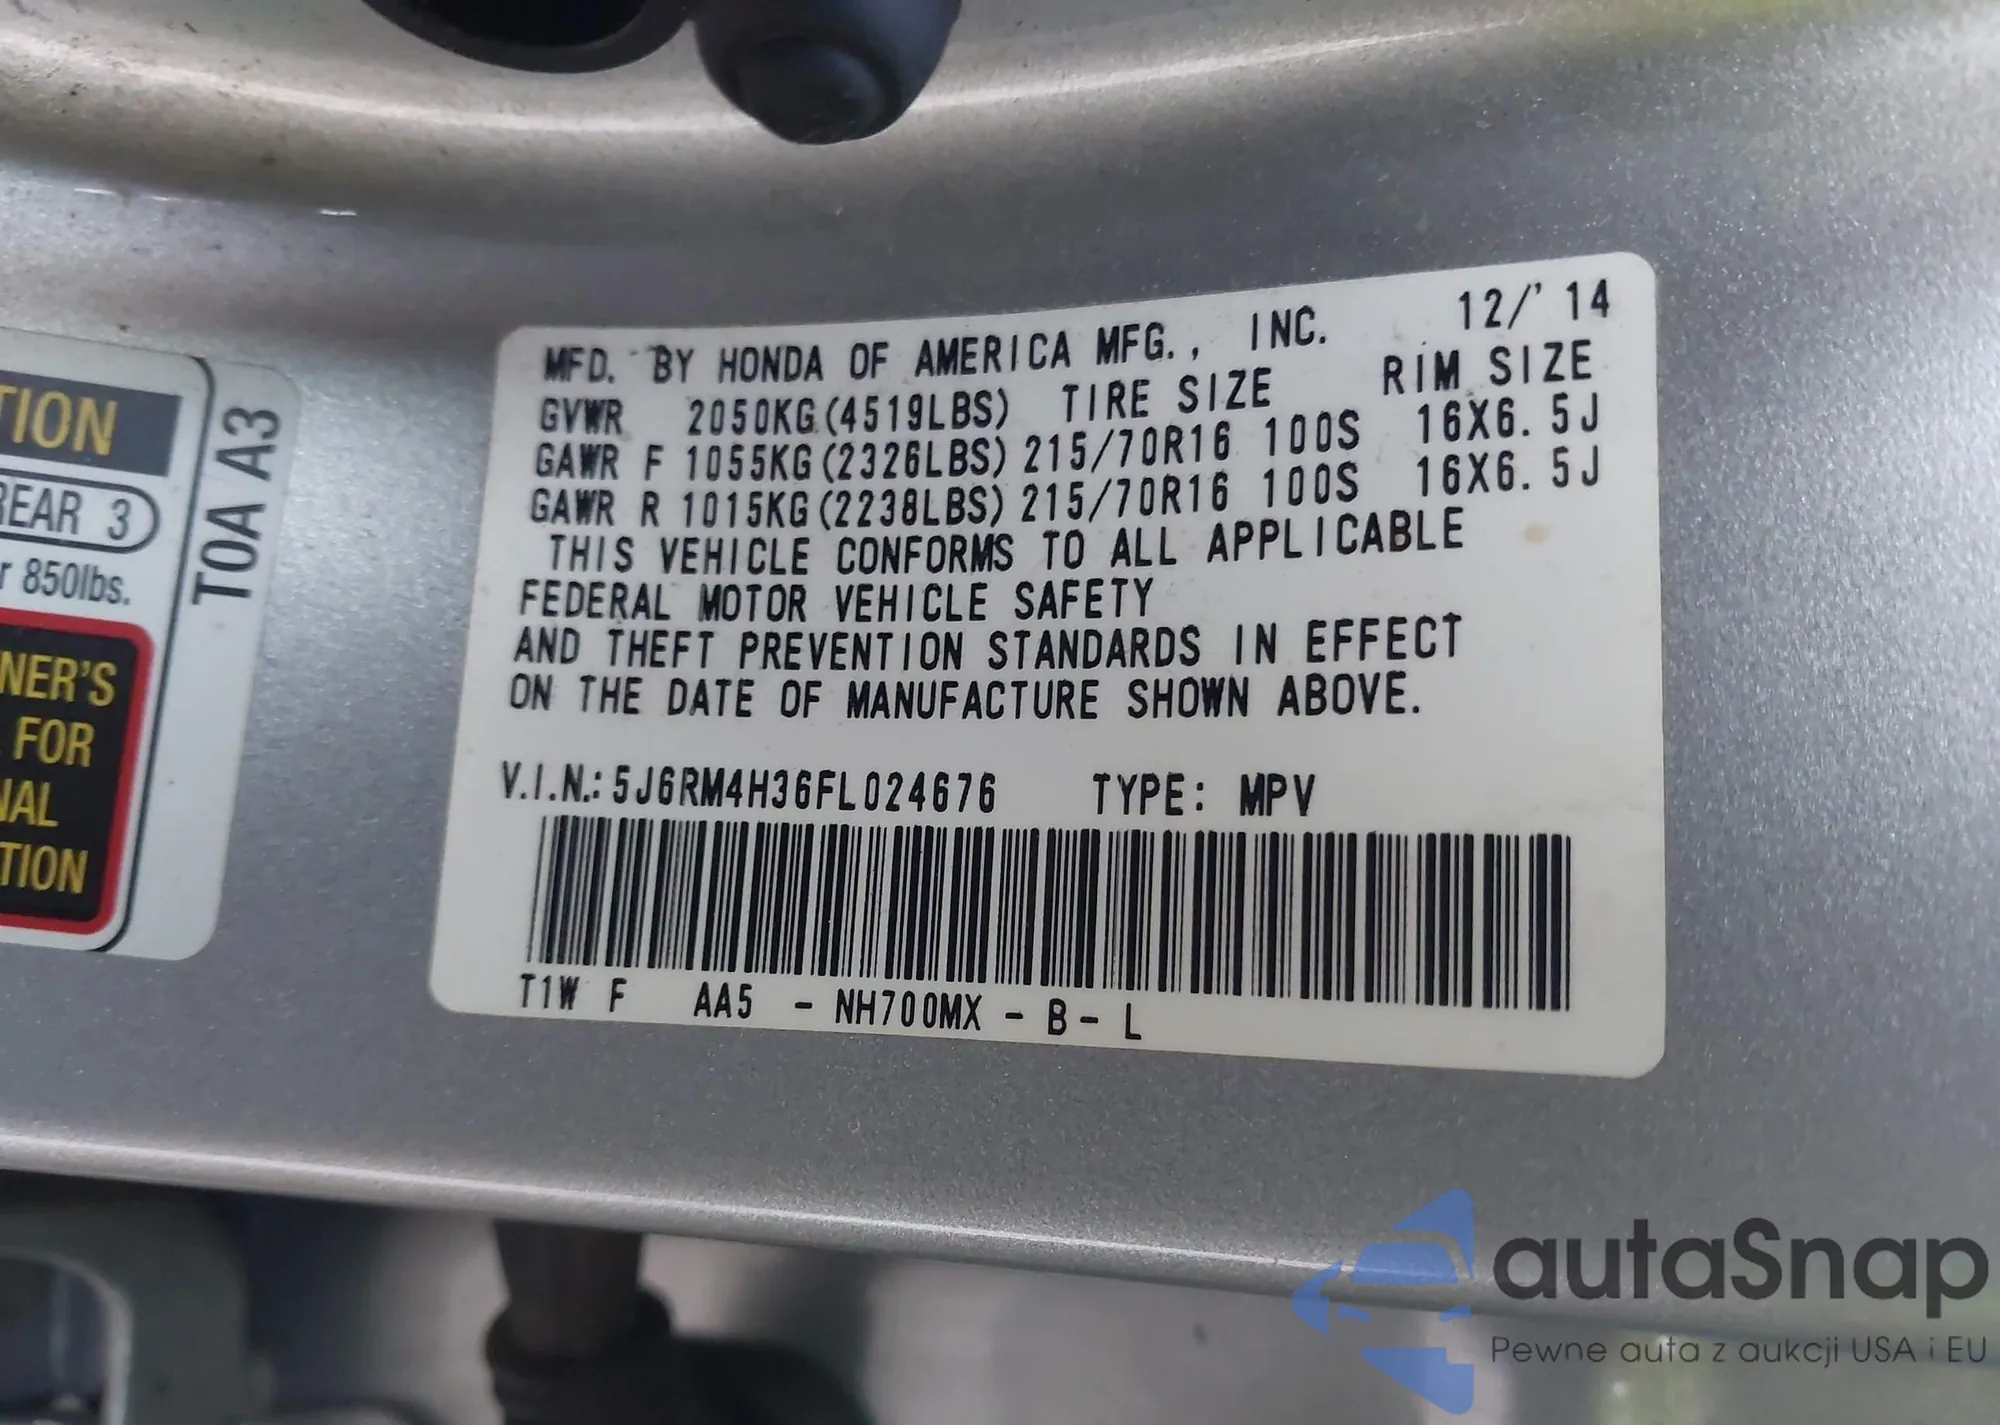 TION
REAR 3
r 850lbs.
NER'S
FOR
NAL
TION
T0A A3
MFD. BY HONDA OF AMERICA MFG., INC. 12/'14
GVWR 2050KG(4519LBS) TIRE SIZE RIM SIZE
GAWR F 1055KG(2326LBS) 215/70R16 100S 16X6.5J
GAWR R 1015KG(2238LBS) 215/70R16 100S 16X6.5J
THIS VEHICLE CONFORMS TO ALL APPLICABLE
FEDERAL MOTOR VEHICLE SAFETY
AND THEFT PREVENTION STANDARDS IN EFFECT
ON THE DATE OF MANUFACTURE SHOWN ABOVE.
V.I.N.: 5J6RM4H36FL024676 TYPE: MPV
T1W F AA5 - NH700MX - B - L
autaSnap
Pewne auta z aukcji USA i EU